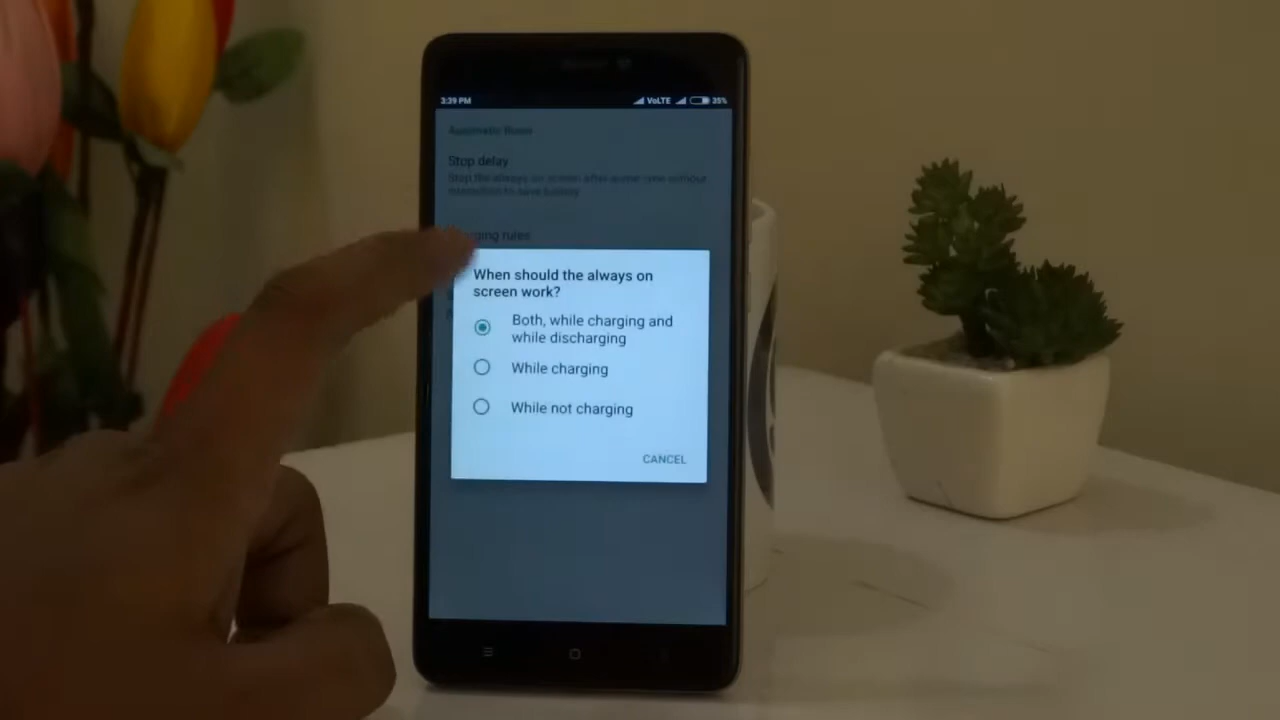 3:39 PM
VoLTE 35%
Automatic Rules
Stop delay
Stop the always on screen after some time without
interaction to save battery
rging rules
When should the always on
screen work?
Both, while charging and
while discharging
While charging
While not charging
CANCEL